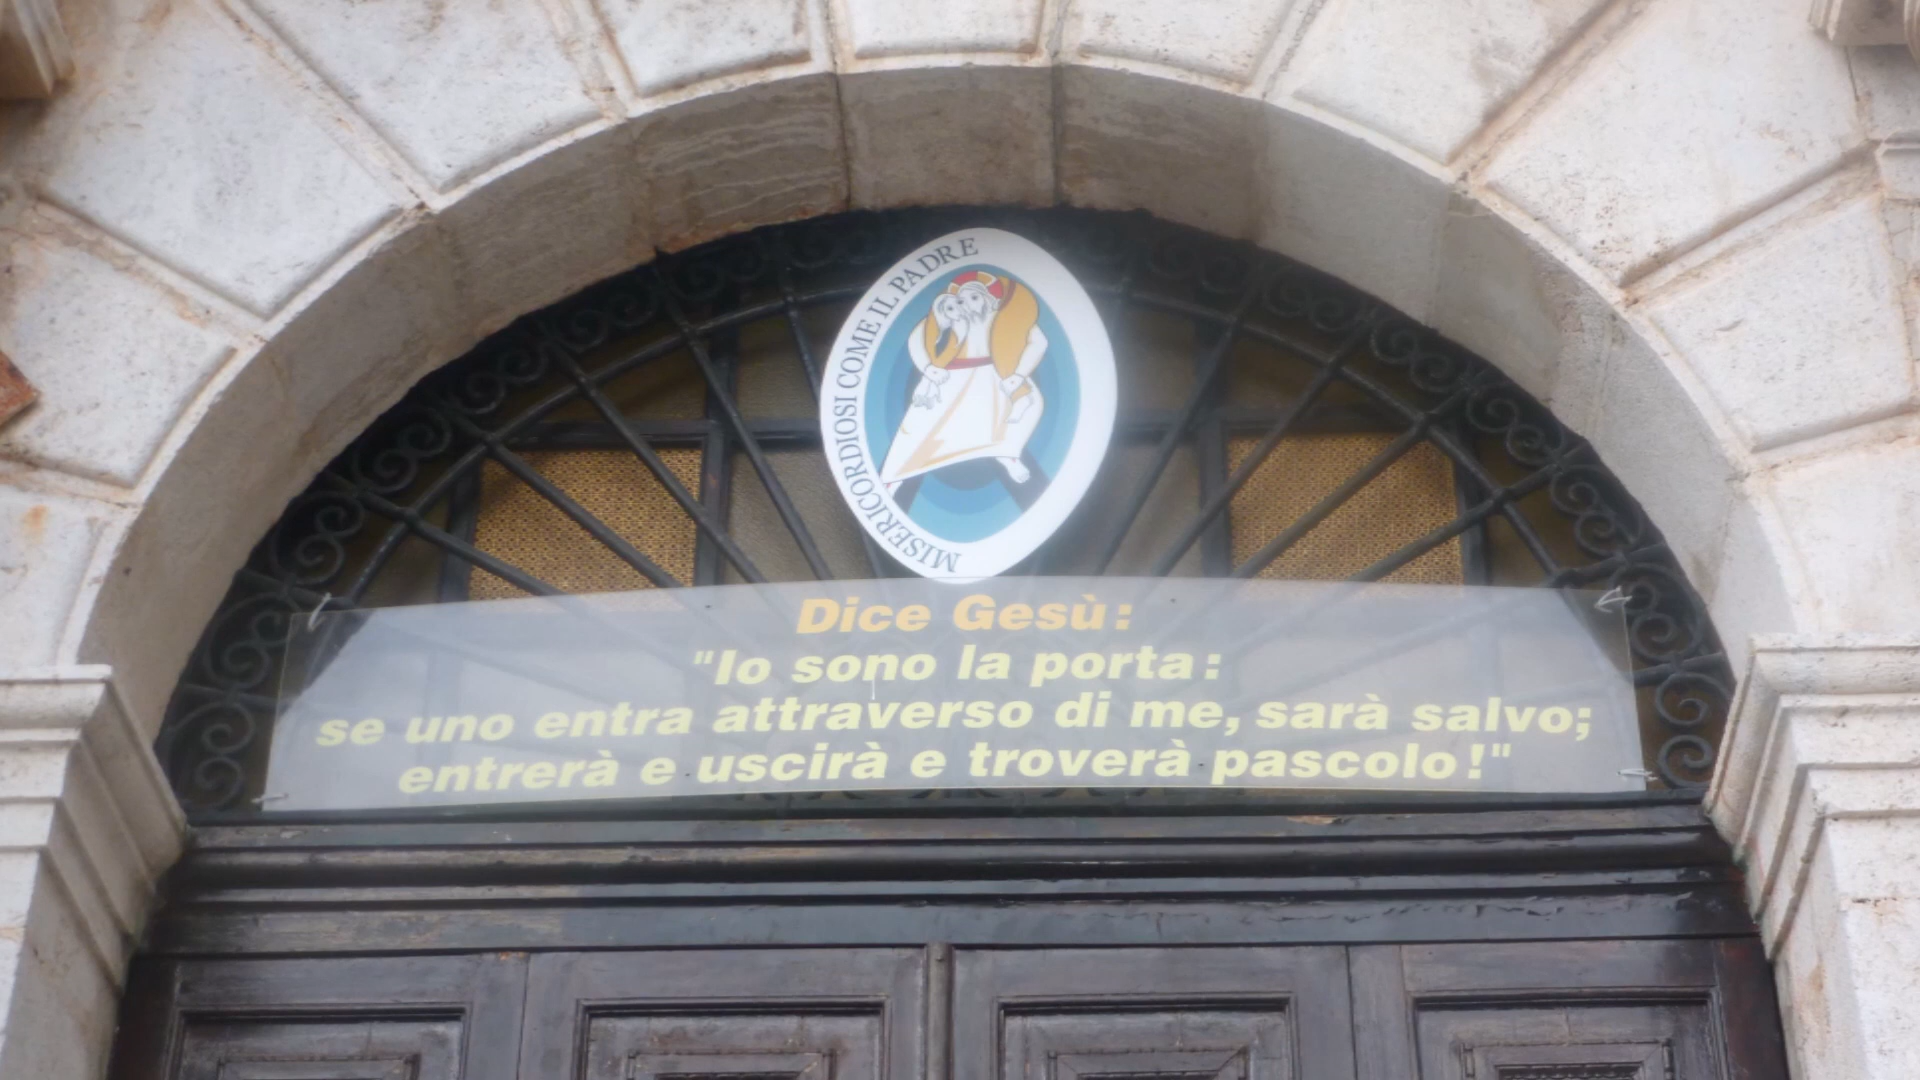 MISERICORDIOSI COME IL PADRE
Dice Gesù:
"Io sono la porta:
se uno entra attraverso di me, sarà salvo;
entrerà e uscirà e troverà pascolo!"